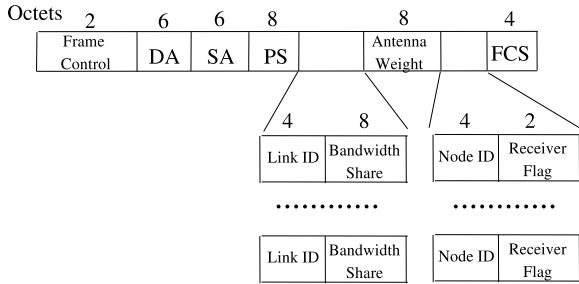 Octets 2 6 6 8 8 4
Frame Control DA SA PS Antenna Weight FCS
4 8 4 2
Link ID Bandwidth Share Node ID Receiver Flag
............ ............
Link ID Bandwidth Share Node ID Receiver Flag